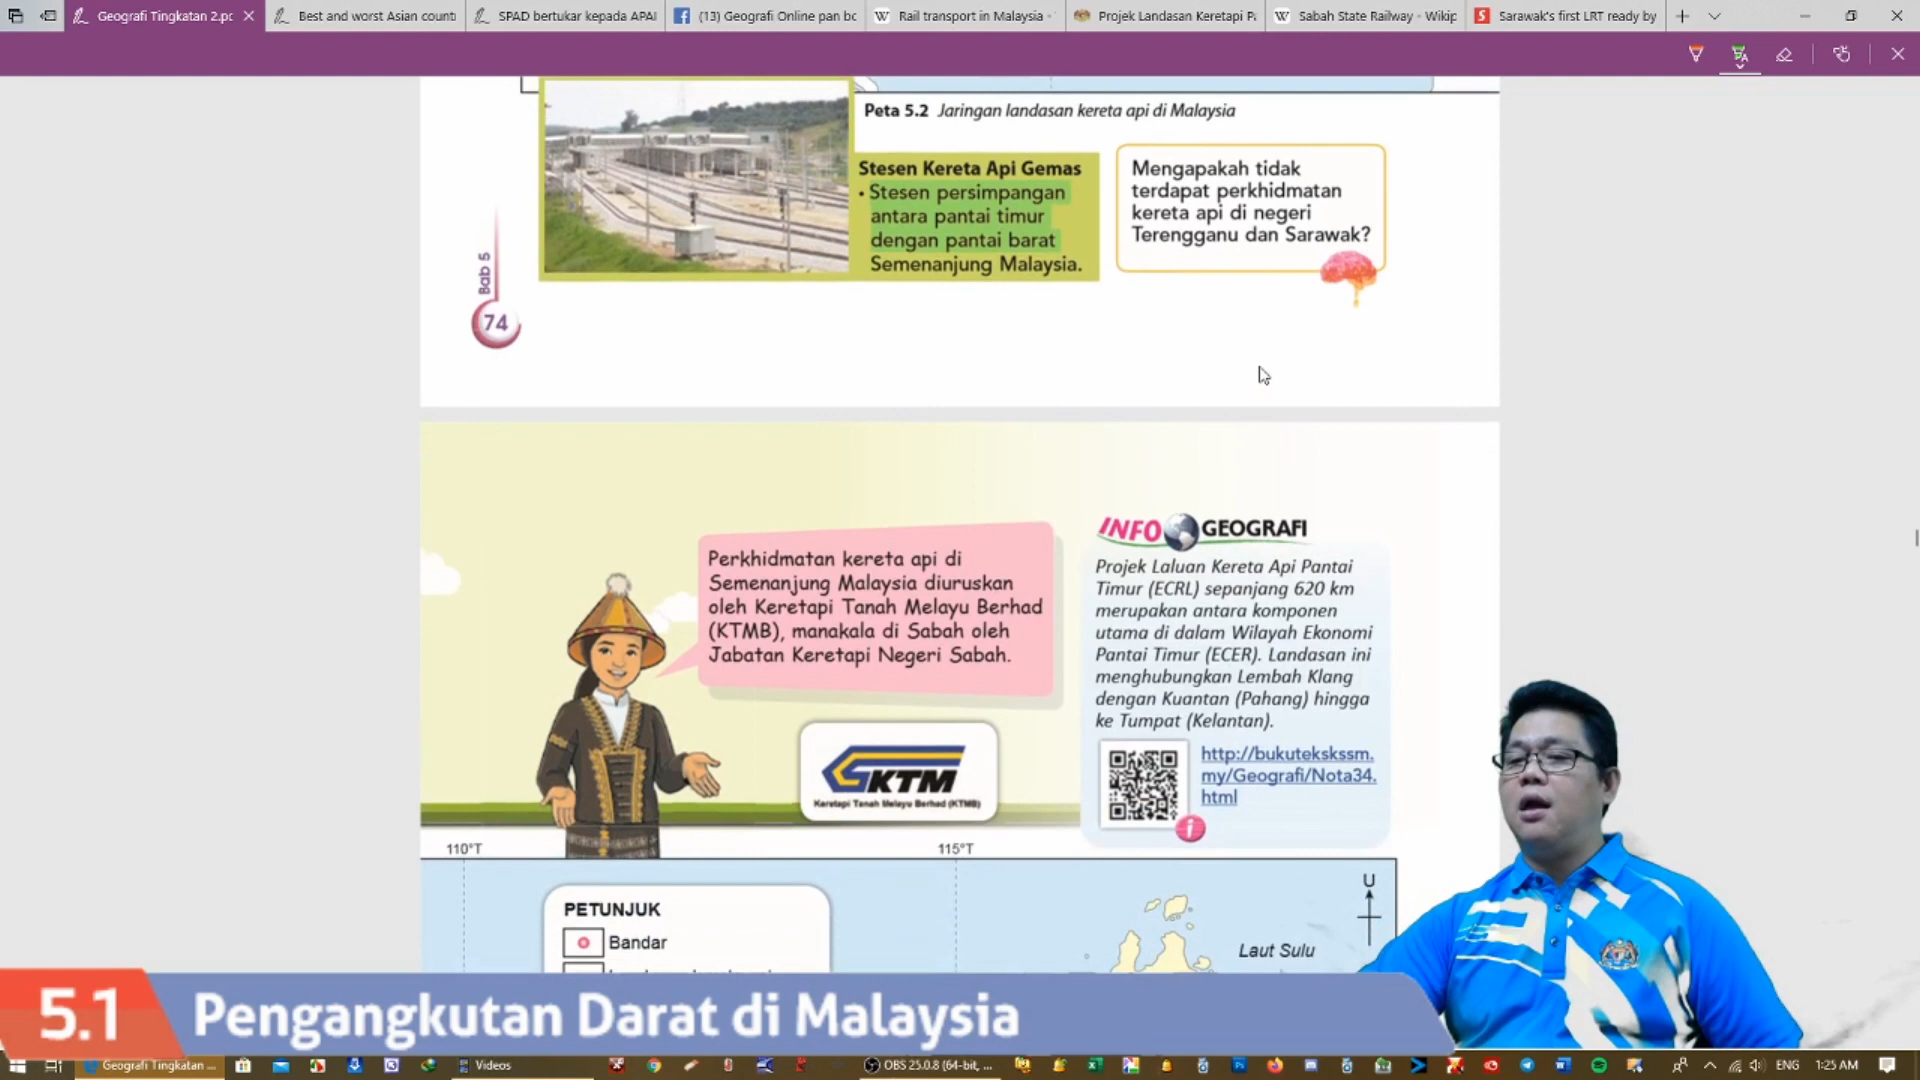 Geografi Tingkatan 2.pc
Best and worst Asian count
SPAD bertukar kepada APAI
(13) Geografi Online pan bo
Rail transport in Malaysia -
Projek Landasan Keretapi Pa
Sabah State Railway - Wikip
Sarawak's first LRT ready by
Peta 5.2 Jaringan landasan kereta api di Malaysia
Stesen Kereta Api Gemas
• Stesen persimpangan
antara pantai timur
dengan pantai barat
Semenanjung Malaysia.
Mengapakah tidak
terdapat perkhidmatan
kereta api di negeri
Terengganu dan Sarawak?
Bab 5
74
Perkhidmatan kereta api di
Semenanjung Malaysia diuruskan
oleh Keretapi Tanah Melayu Berhad
(KTMB), manakala di Sabah oleh
Jabatan Keretapi Negeri Sabah.
KTM
Keretapi Tanah Melayu Berhad (KTMB)
INFO GEOGRAFI
Projek Laluan Kereta Api Pantai
Timur (ECRL) sepanjang 620 km
merupakan antara komponen
utama di dalam Wilayah Ekonomi
Pantai Timur (ECER). Landasan ini
menghubungkan Lembah Klang
dengan Kuantan (Pahang) hingga
ke Tumpat (Kelantan).
http://bukutekskssm.
my/Geografi/Nota34.
html
i
110°T
115°T
PETUNJUK
Bandar
U
Laut Sulu
5.1 Pengangkutan Darat di Malaysia
Geografi Tingkatan ...
Videos
OBS 25.0.8 (64-bit, ...
ENG
1:25 AM